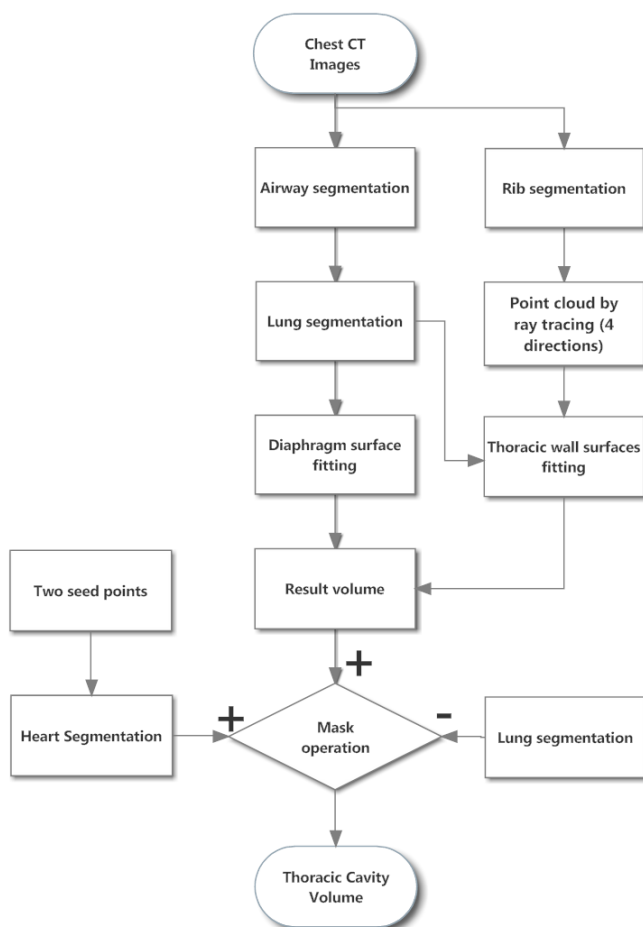 Chest CT
Images
Airway segmentation
Rib segmentation
Lung segmentation
Point cloud by
ray tracing (4
directions)
Diaphragm surface
fitting
Thoracic wall surfaces
fitting
Two seed points
Result volume
+
Heart Segmentation
+
Mask
operation
-
Lung segmentation
Thoracic Cavity
Volume